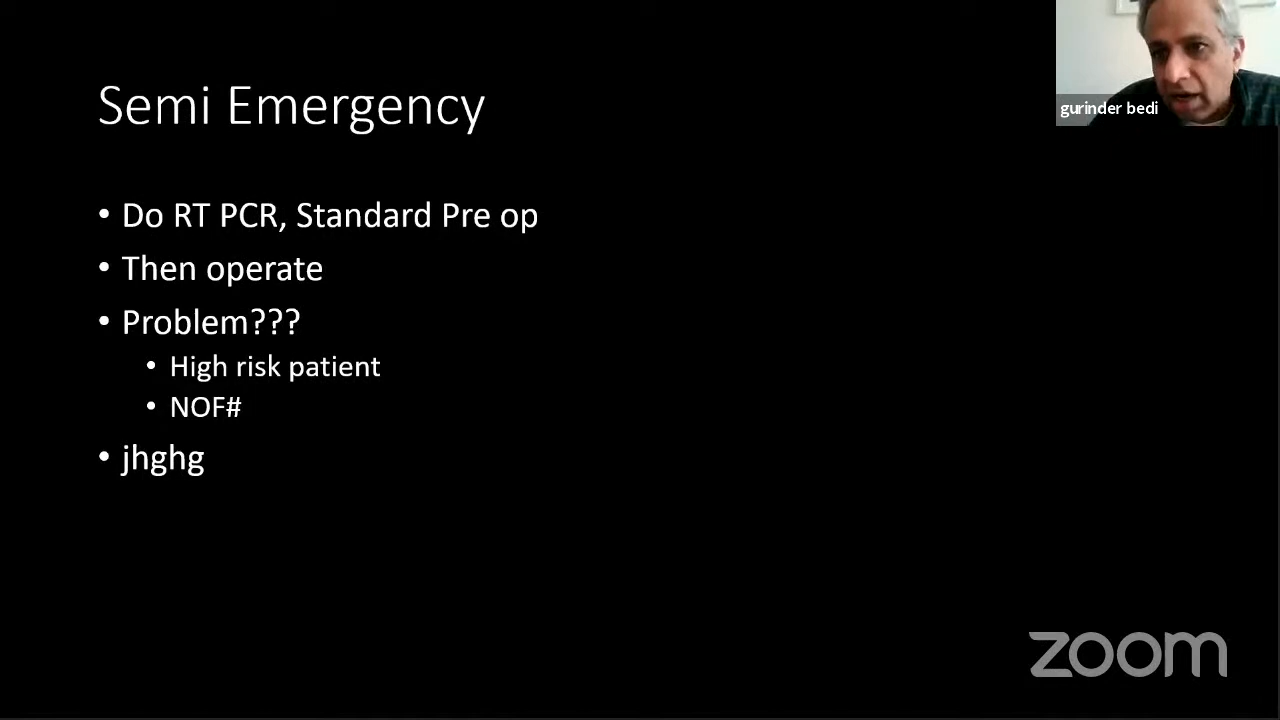 Semi Emergency
gurinder bedi
• Do RT PCR, Standard Pre op
• Then operate
• Problem???
• High risk patient
• NOF#
• jhghg
zoom